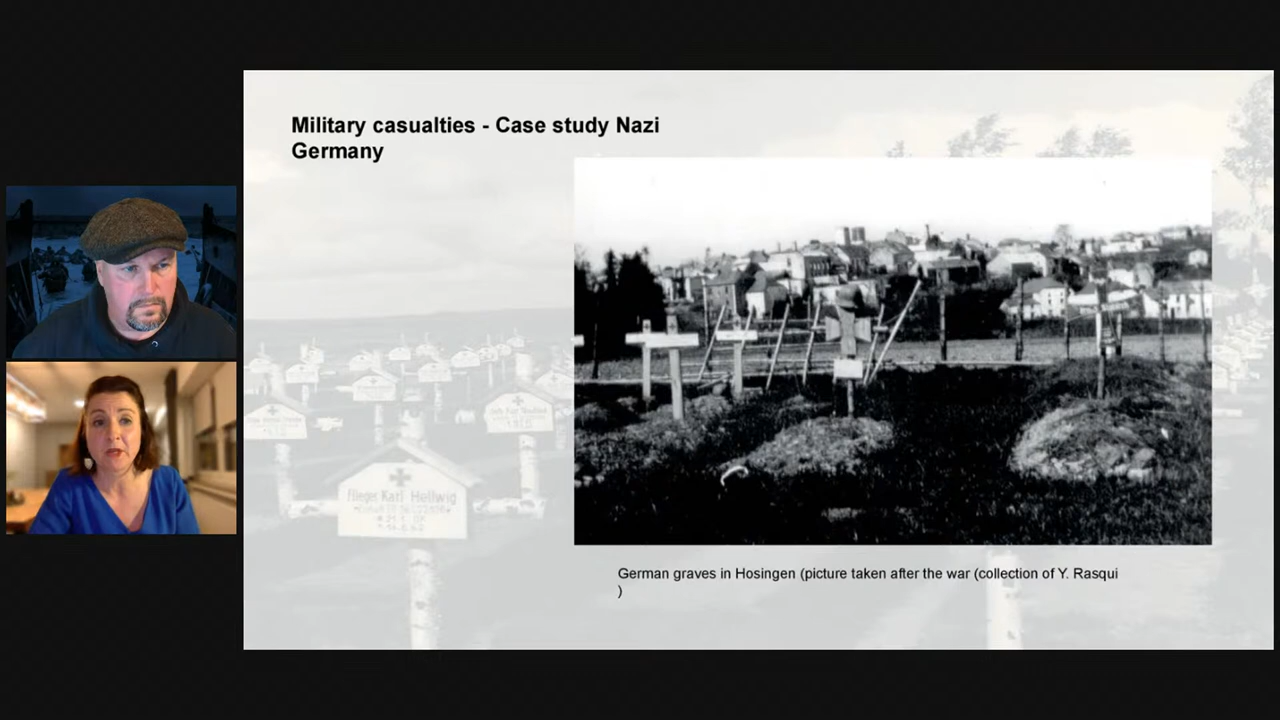 Military casualties - Case study Nazi
Germany
Flieger Karl Hellwig
German graves in Hosingen (picture taken after the war (collection of Y. Rasqui
)